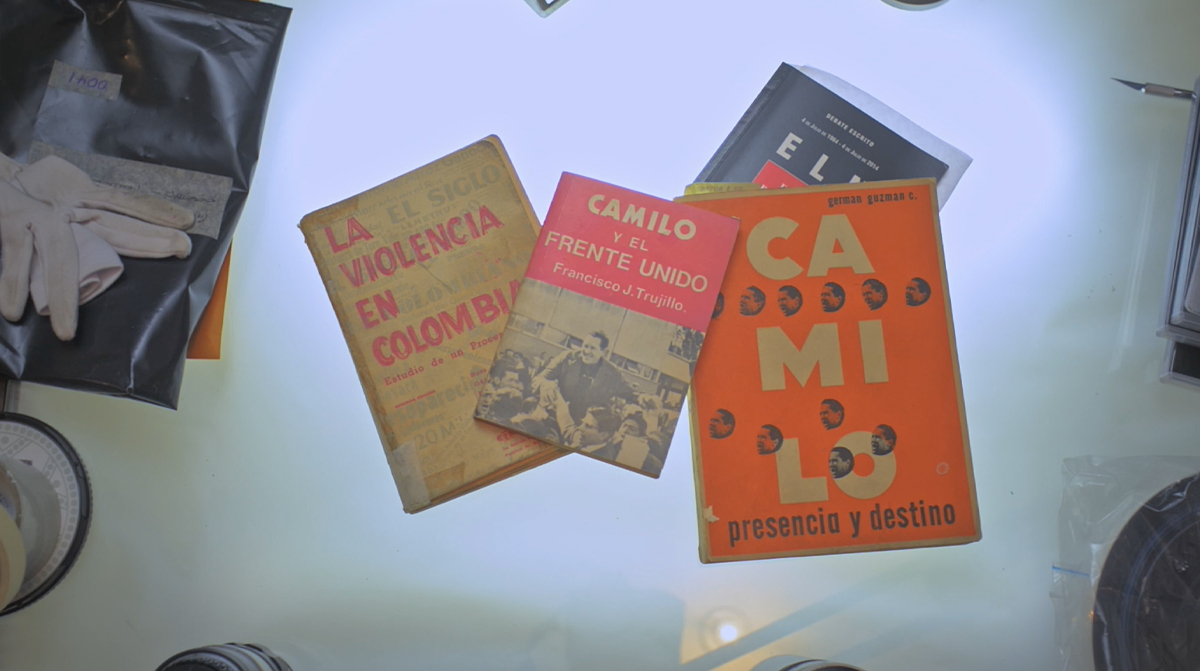 1400
LA
VIOLENCIA
EN
COLOMBIA
Estudio de un Proceso
EL SIGLO
20 M
CAMILO
Y EL
FRENTE UNIDO
Francisco J. Trujillo.
DEBATE ESCRITO
E L
german guzman c.
CA
MI
LO
presencia y destino